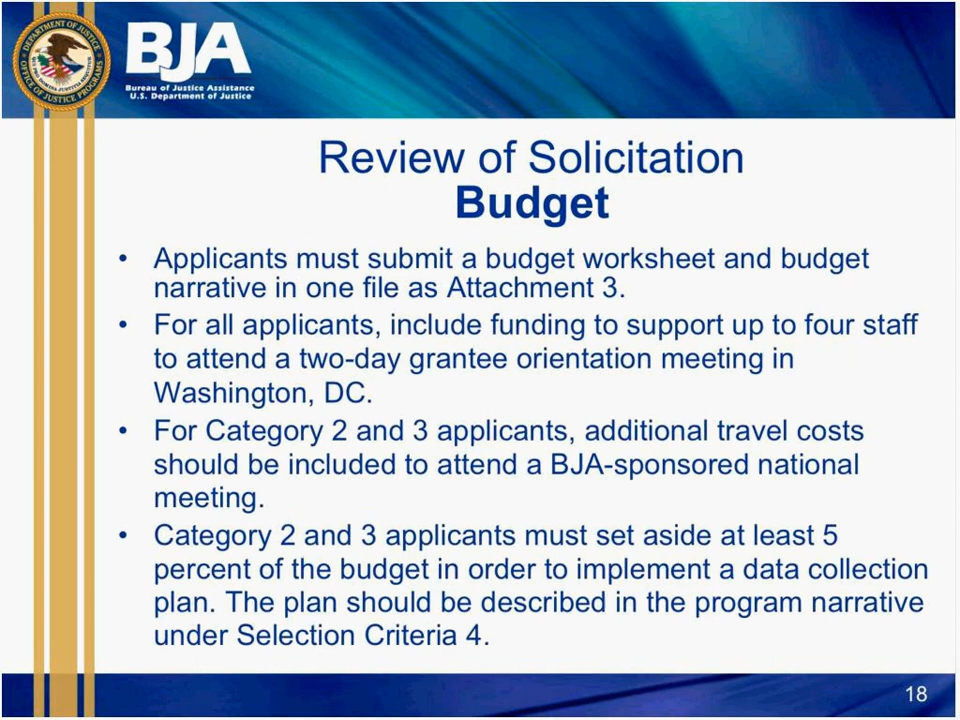 BJA
Bureau of Justice Assistance
U.S. Department of Justice
Review of Solicitation
Budget
• Applicants must submit a budget worksheet and budget
narrative in one file as Attachment 3.
• For all applicants, include funding to support up to four staff
to attend a two-day grantee orientation meeting in
Washington, DC.
• For Category 2 and 3 applicants, additional travel costs
should be included to attend a BJA-sponsored national
meeting.
• Category 2 and 3 applicants must set aside at least 5
percent of the budget in order to implement a data collection
plan. The plan should be described in the program narrative
under Selection Criteria 4.
18